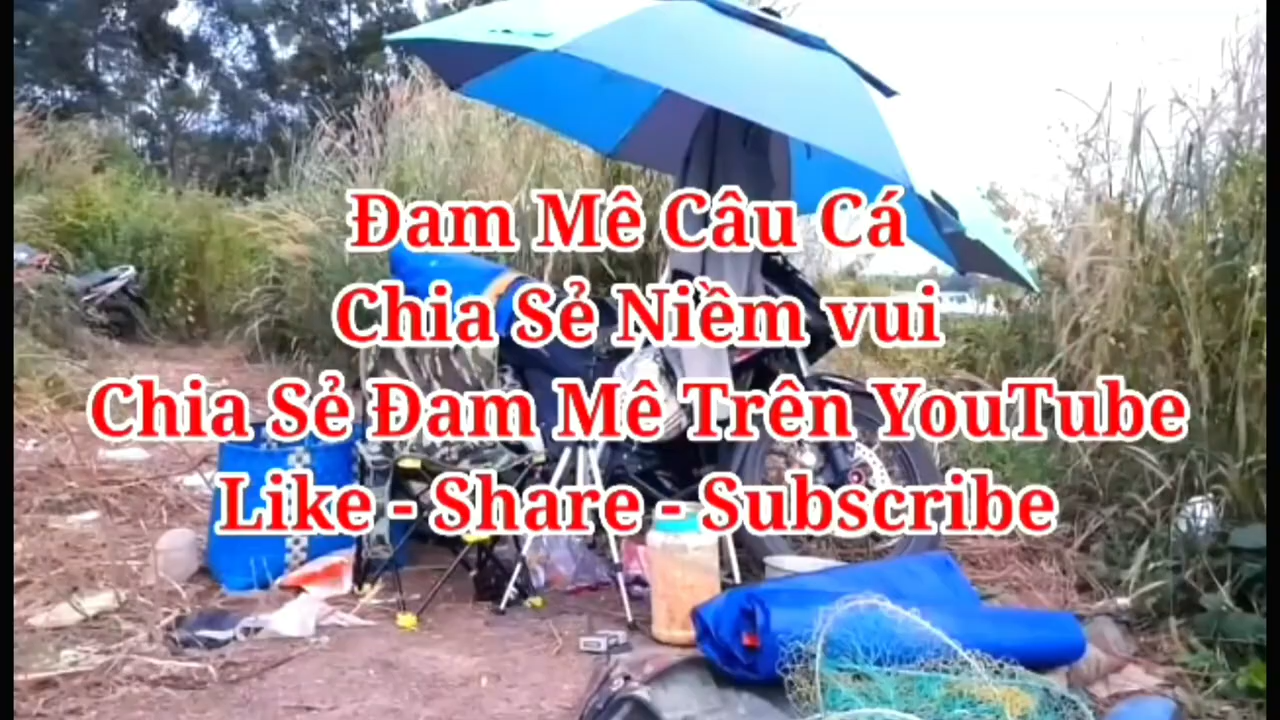 Đam Mê Câu Cá
Chia Sẻ Niềm vui
Chia Sẻ Đam Mê Trên YouTube
Like - Share - Subscribe